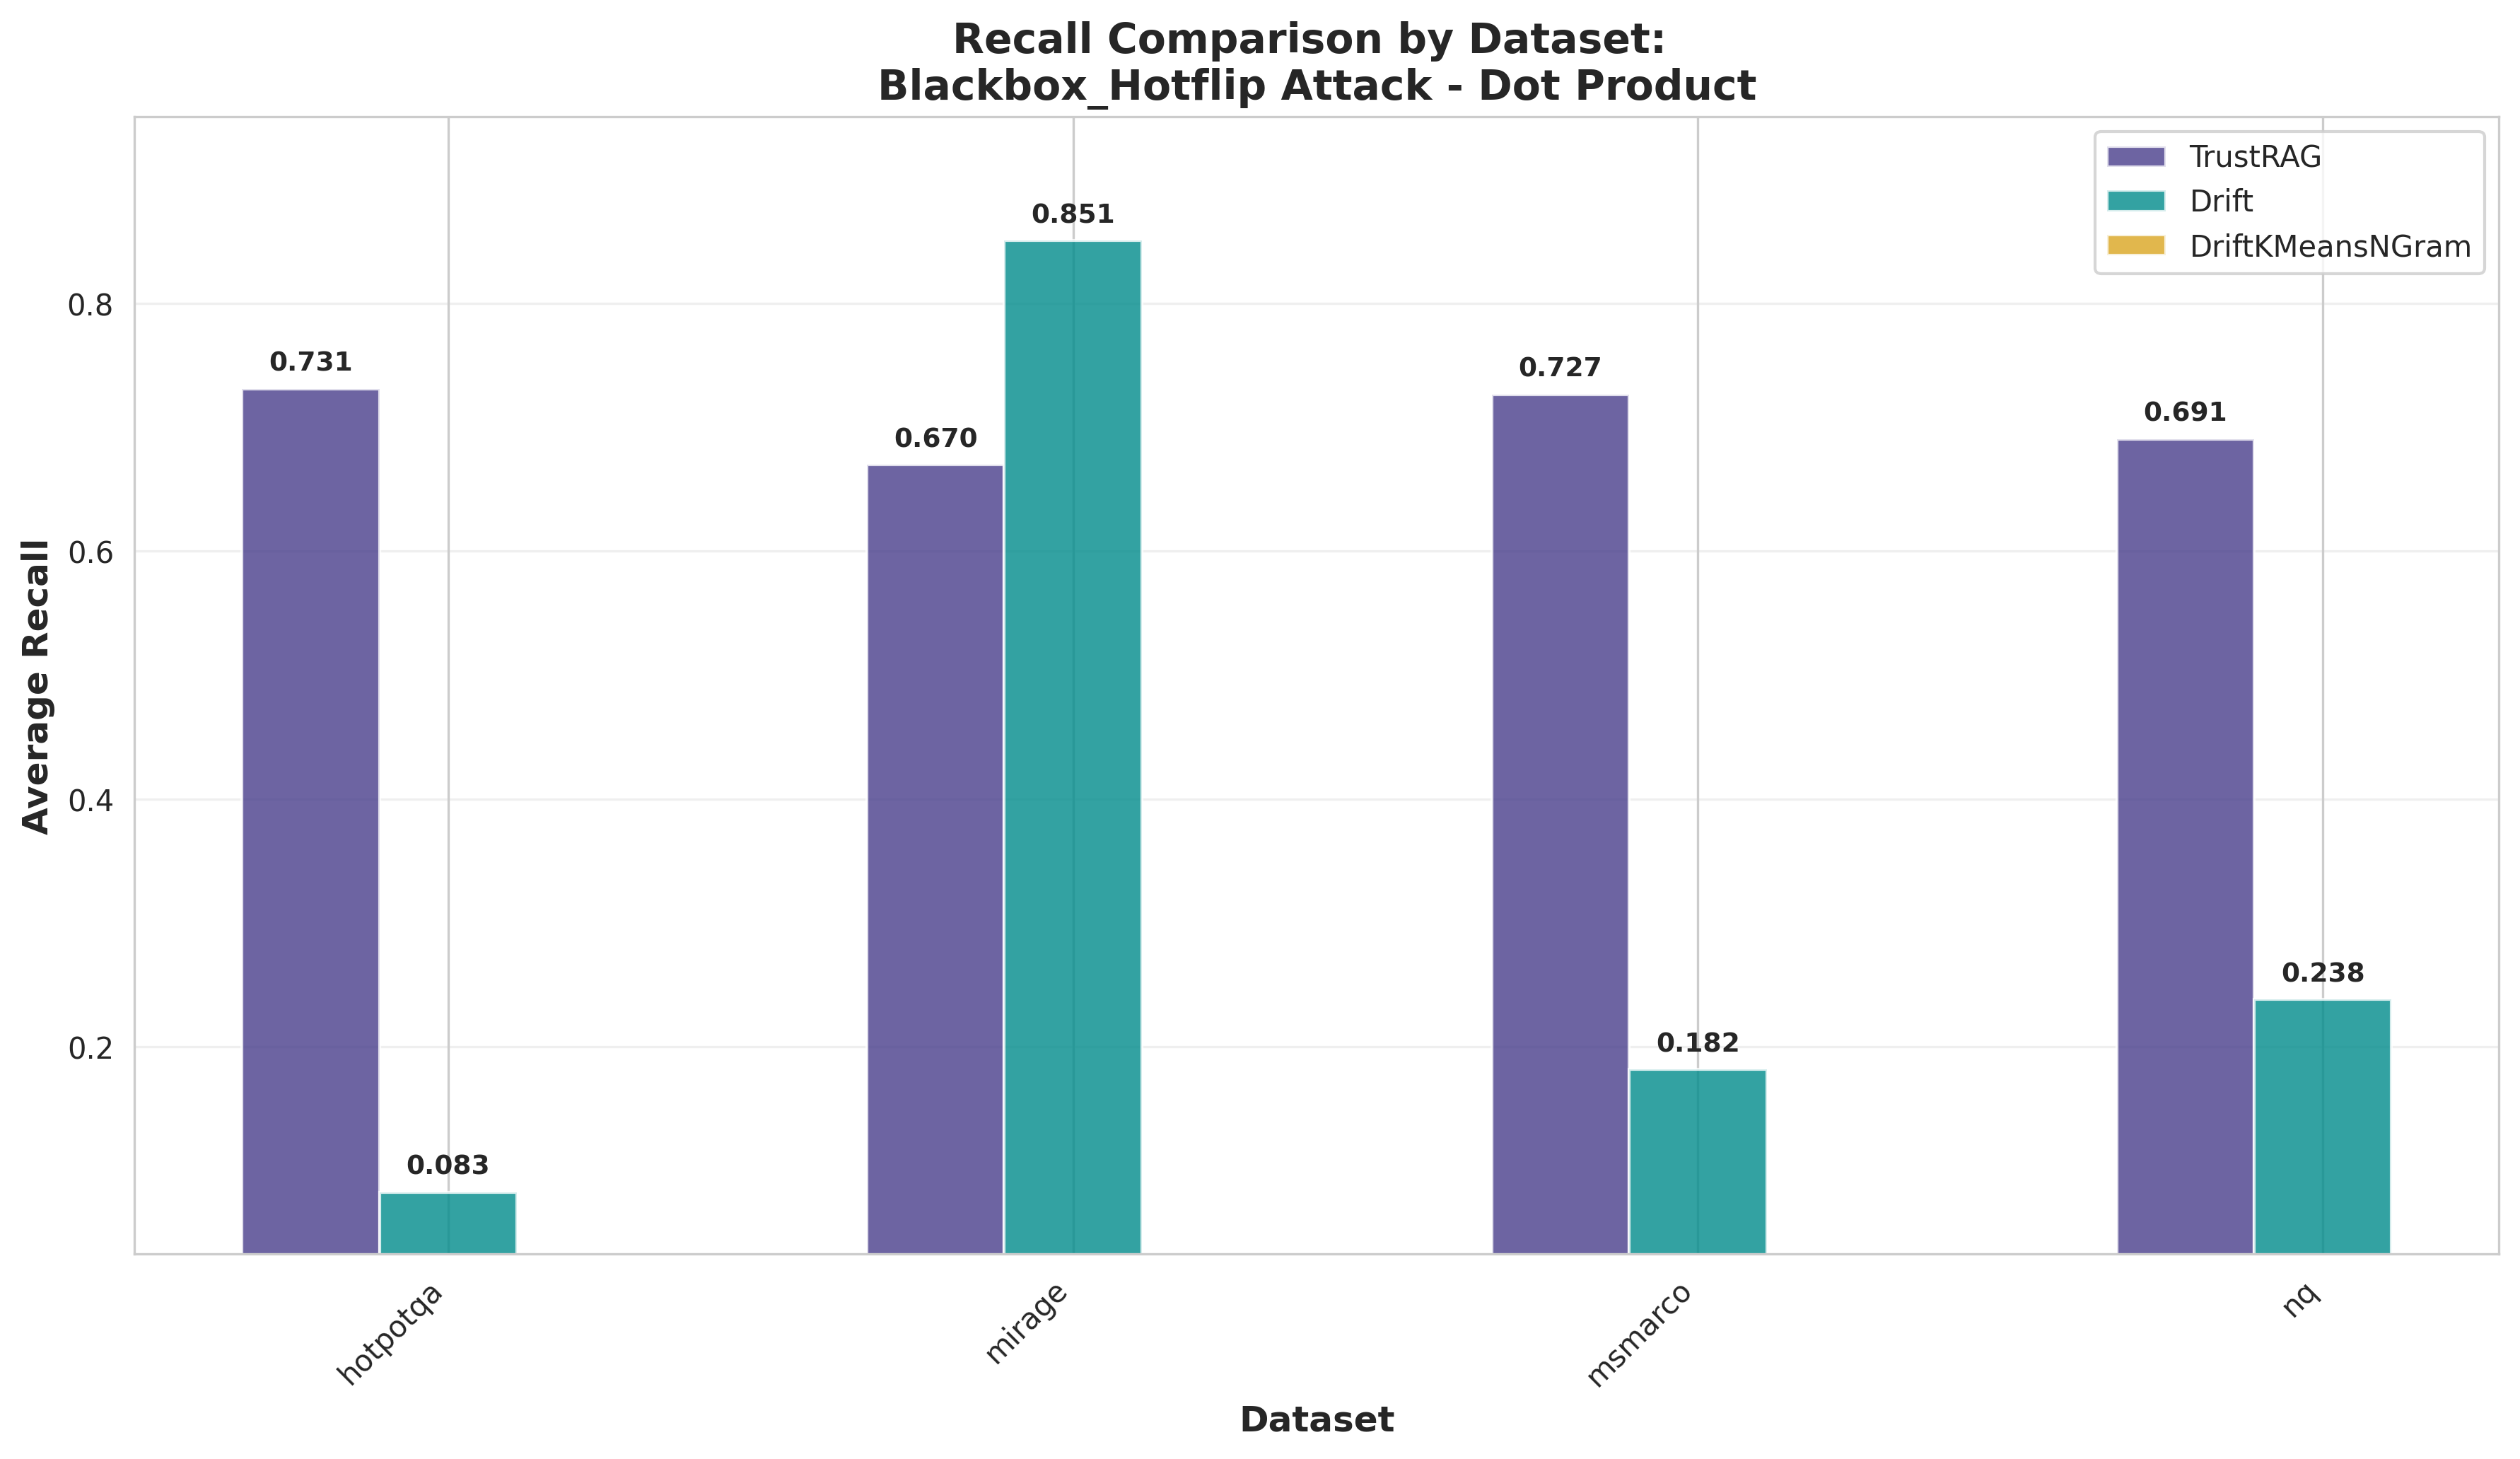 Recall Comparison by Dataset:
Blackbox_Hotflip Attack - Dot Product
TrustRAG
Drift
DriftKMeansNGram
Average Recall
0.8
0.6
0.4
0.2
0.731
0.083
0.670
0.851
0.727
0.182
0.691
0.238
hotpotqa
mirage
msmarco
nq
Dataset